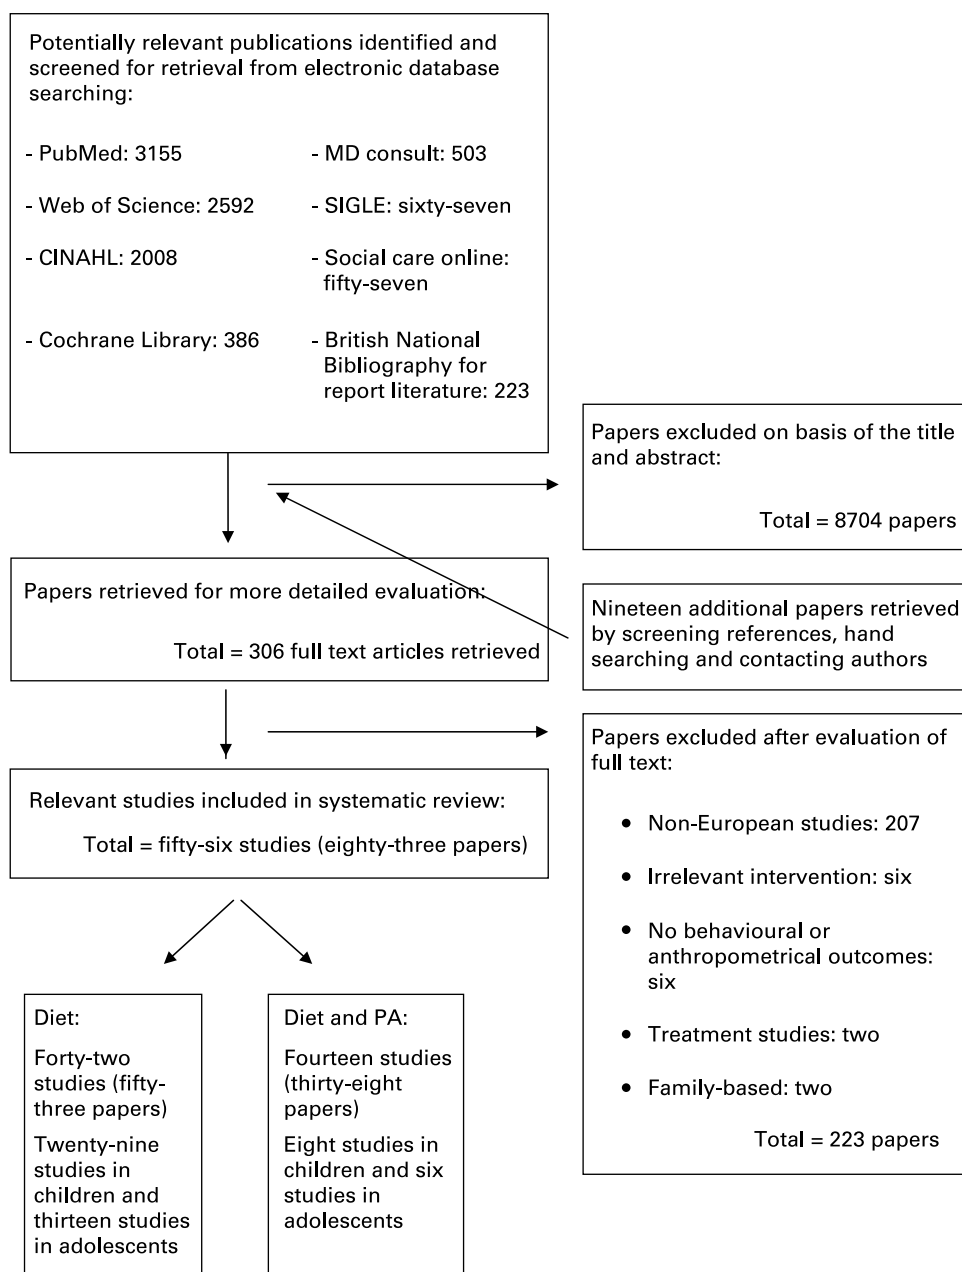 Potentially relevant publications identified and
screened for retrieval from electronic database
searching:
- PubMed: 3155
- MD consult: 503
- Web of Science: 2592
- SIGLE: sixty-seven
- CINAHL: 2008
- Social care online:
fifty-seven
- Cochrane Library: 386
- British National
Bibliography for
report literature: 223
Papers excluded on basis of the title
and abstract:
Total = 8704 papers
Papers retrieved for more detailed evaluation:
Total = 306 full text articles retrieved
Nineteen additional papers retrieved
by screening references, hand
searching and contacting authors
Papers excluded after evaluation of
full text:
• Non-European studies: 207
• Irrelevant intervention: six
• No behavioural or
anthropometrical outcomes:
six
• Treatment studies: two
• Family-based: two
Total = 223 papers
Relevant studies included in systematic review:
Total = fifty-six studies (eighty-three papers)
Diet:
Forty-two
studies (fifty-
three papers)
Twenty-nine
studies in
children and
thirteen studies
in adolescents
Diet and PA:
Fourteen studies
(thirty-eight
papers)
Eight studies in
children and six
studies in
adolescents